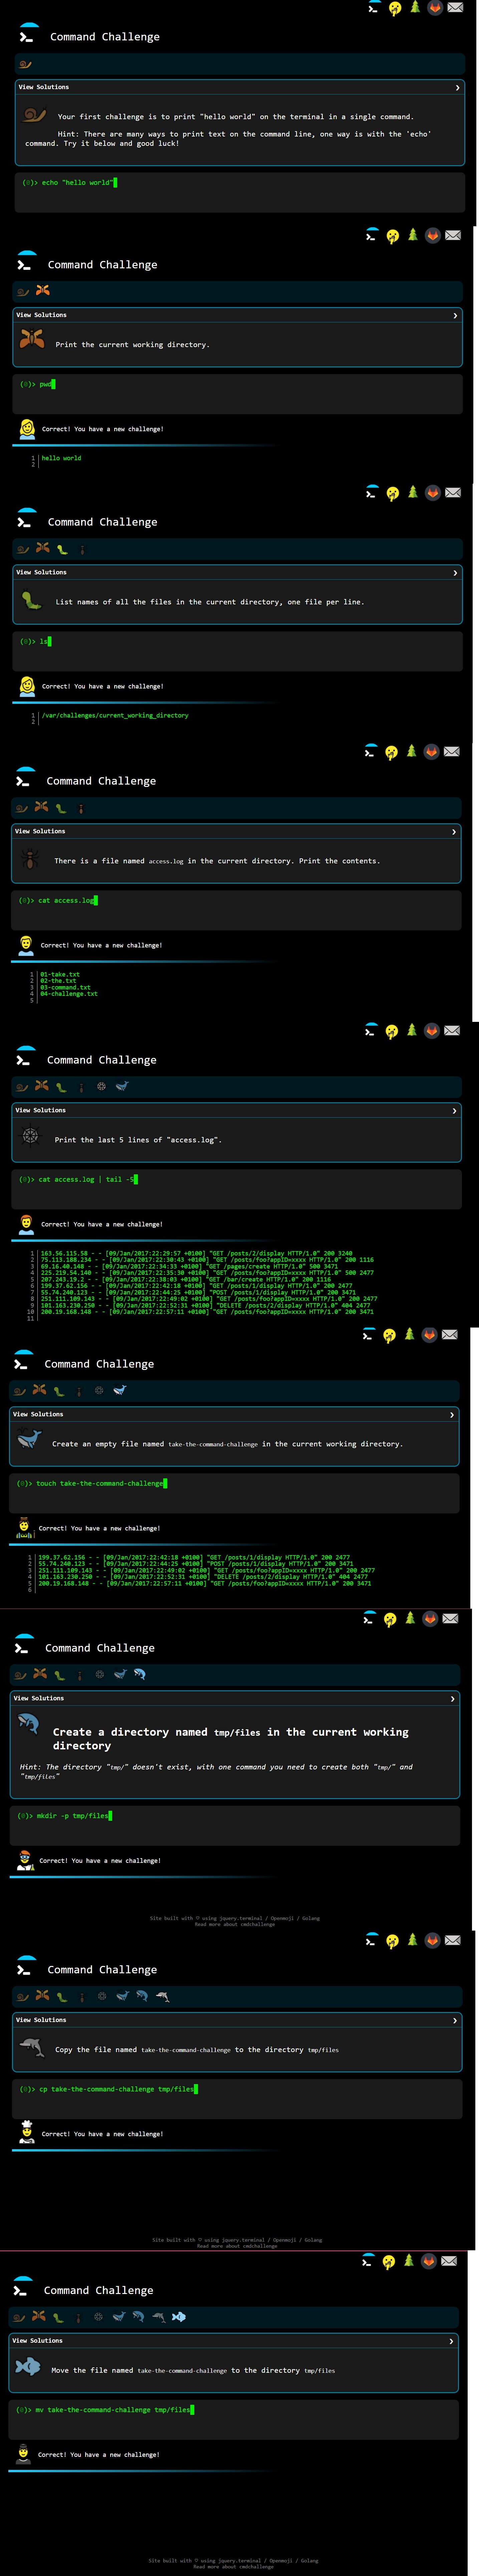 Command Challenge
View Solutions
Your first challenge is to print "hello world" on the terminal in a single command.
Hint: There are many ways to print text on the command line, one way is with the 'echo'
command. Try it below and good luck!
(0)> echo "hello world"
Command Challenge
View Solutions
Print the current working directory.
(0)> pwd
Correct! You have a new challenge!
1 hello world
2
Command Challenge
View Solutions
List names of all the files in the current directory, one file per line.
(0)> ls
Correct! You have a new challenge!
1 /var/challenges/current_working_directory
2
Command Challenge
View Solutions
There is a file named access.log in the current directory. Print the contents.
(0)> cat access.log
Correct! You have a new challenge!
1 01-take.txt
2 02-the.txt
3 03-command.txt
4 04-challenge.txt
5
Command Challenge
View Solutions
Print the last 5 lines of "access.log".
(0)> cat access.log | tail -5
Correct! You have a new challenge!
1 163.56.115.58 - - [09/Jan/2017:22:29:57 +0100] "GET /posts/2/display HTTP/1.0" 200 3240
2 75.113.188.234 - - [09/Jan/2017:22:30:43 +0100] "GET /posts/foo?appID=xxxx HTTP/1.0" 200 1116
3 69.16.40.148 - - [09/Jan/2017:22:34:33 +0100] "GET /pages/create HTTP/1.0" 500 3471
4 225.219.54.140 - - [09/Jan/2017:22:35:30 +0100] "GET /posts/foo?appID=xxxx HTTP/1.0" 500 2477
5 207.243.19.2 - - [09/Jan/2017:22:38:03 +0100] "GET /bar/create HTTP/1.0" 200 1116
6 199.37.62.156 - - [09/Jan/2017:22:42:18 +0100] "GET /posts/1/display HTTP/1.0" 200 2477
7 55.74.240.123 - - [09/Jan/2017:22:44:25 +0100] "POST /posts/1/display HTTP/1.0" 200 3471
8 251.111.109.143 - - [09/Jan/2017:22:49:02 +0100] "GET /posts/foo?appID=xxxx HTTP/1.0" 200 2477
9 101.163.230.250 - - [09/Jan/2017:22:52:31 +0100] "DELETE /posts/2/display HTTP/1.0" 404 2477
10 200.19.168.148 - - [09/Jan/2017:22:57:11 +0100] "GET /posts/foo?appID=xxxx HTTP/1.0" 200 3471
11
Command Challenge
View Solutions
Create an empty file named take-the-command-challenge in the current working directory.
(0)> touch take-the-command-challenge
Correct! You have a new challenge!
1 199.37.62.156 - - [09/Jan/2017:22:42:18 +0100] "GET /posts/1/display HTTP/1.0" 200 2477
2 55.74.240.123 - - [09/Jan/2017:22:44:25 +0100] "POST /posts/1/display HTTP/1.0" 200 3471
3 251.111.109.143 - - [09/Jan/2017:22:49:02 +0100] "GET /posts/foo?appID=xxxx HTTP/1.0" 200 2477
4 101.163.230.250 - - [09/Jan/2017:22:52:31 +0100] "DELETE /posts/2/display HTTP/1.0" 404 2477
5 200.19.168.148 - - [09/Jan/2017:22:57:11 +0100] "GET /posts/foo?appID=xxxx HTTP/1.0" 200 3471
6
Command Challenge
View Solutions
Create a directory named tmp/files in the current working
directory
Hint: The directory "tmp/" doesn't exist, with one command you need to create both "tmp/" and
"tmp/files"
(0)> mkdir -p tmp/files
Correct! You have a new challenge!
Site built with ♡ using jquery.terminal / Openmoji / Golang
Read more about cmdchallenge
Command Challenge
View Solutions
Copy the file named take-the-command-challenge to the directory tmp/files
(0)> cp take-the-command-challenge tmp/files
Correct! You have a new challenge!
Site built with ♡ using jquery.terminal / Openmoji / Golang
Read more about cmdchallenge
Command Challenge
View Solutions
Move the file named take-the-command-challenge to the directory tmp/files
(0)> mv take-the-command-challenge tmp/files
Correct! You have a new challenge!
Site built with ♡ using jquery.terminal / Openmoji / Golang
Read more about cmdchallenge